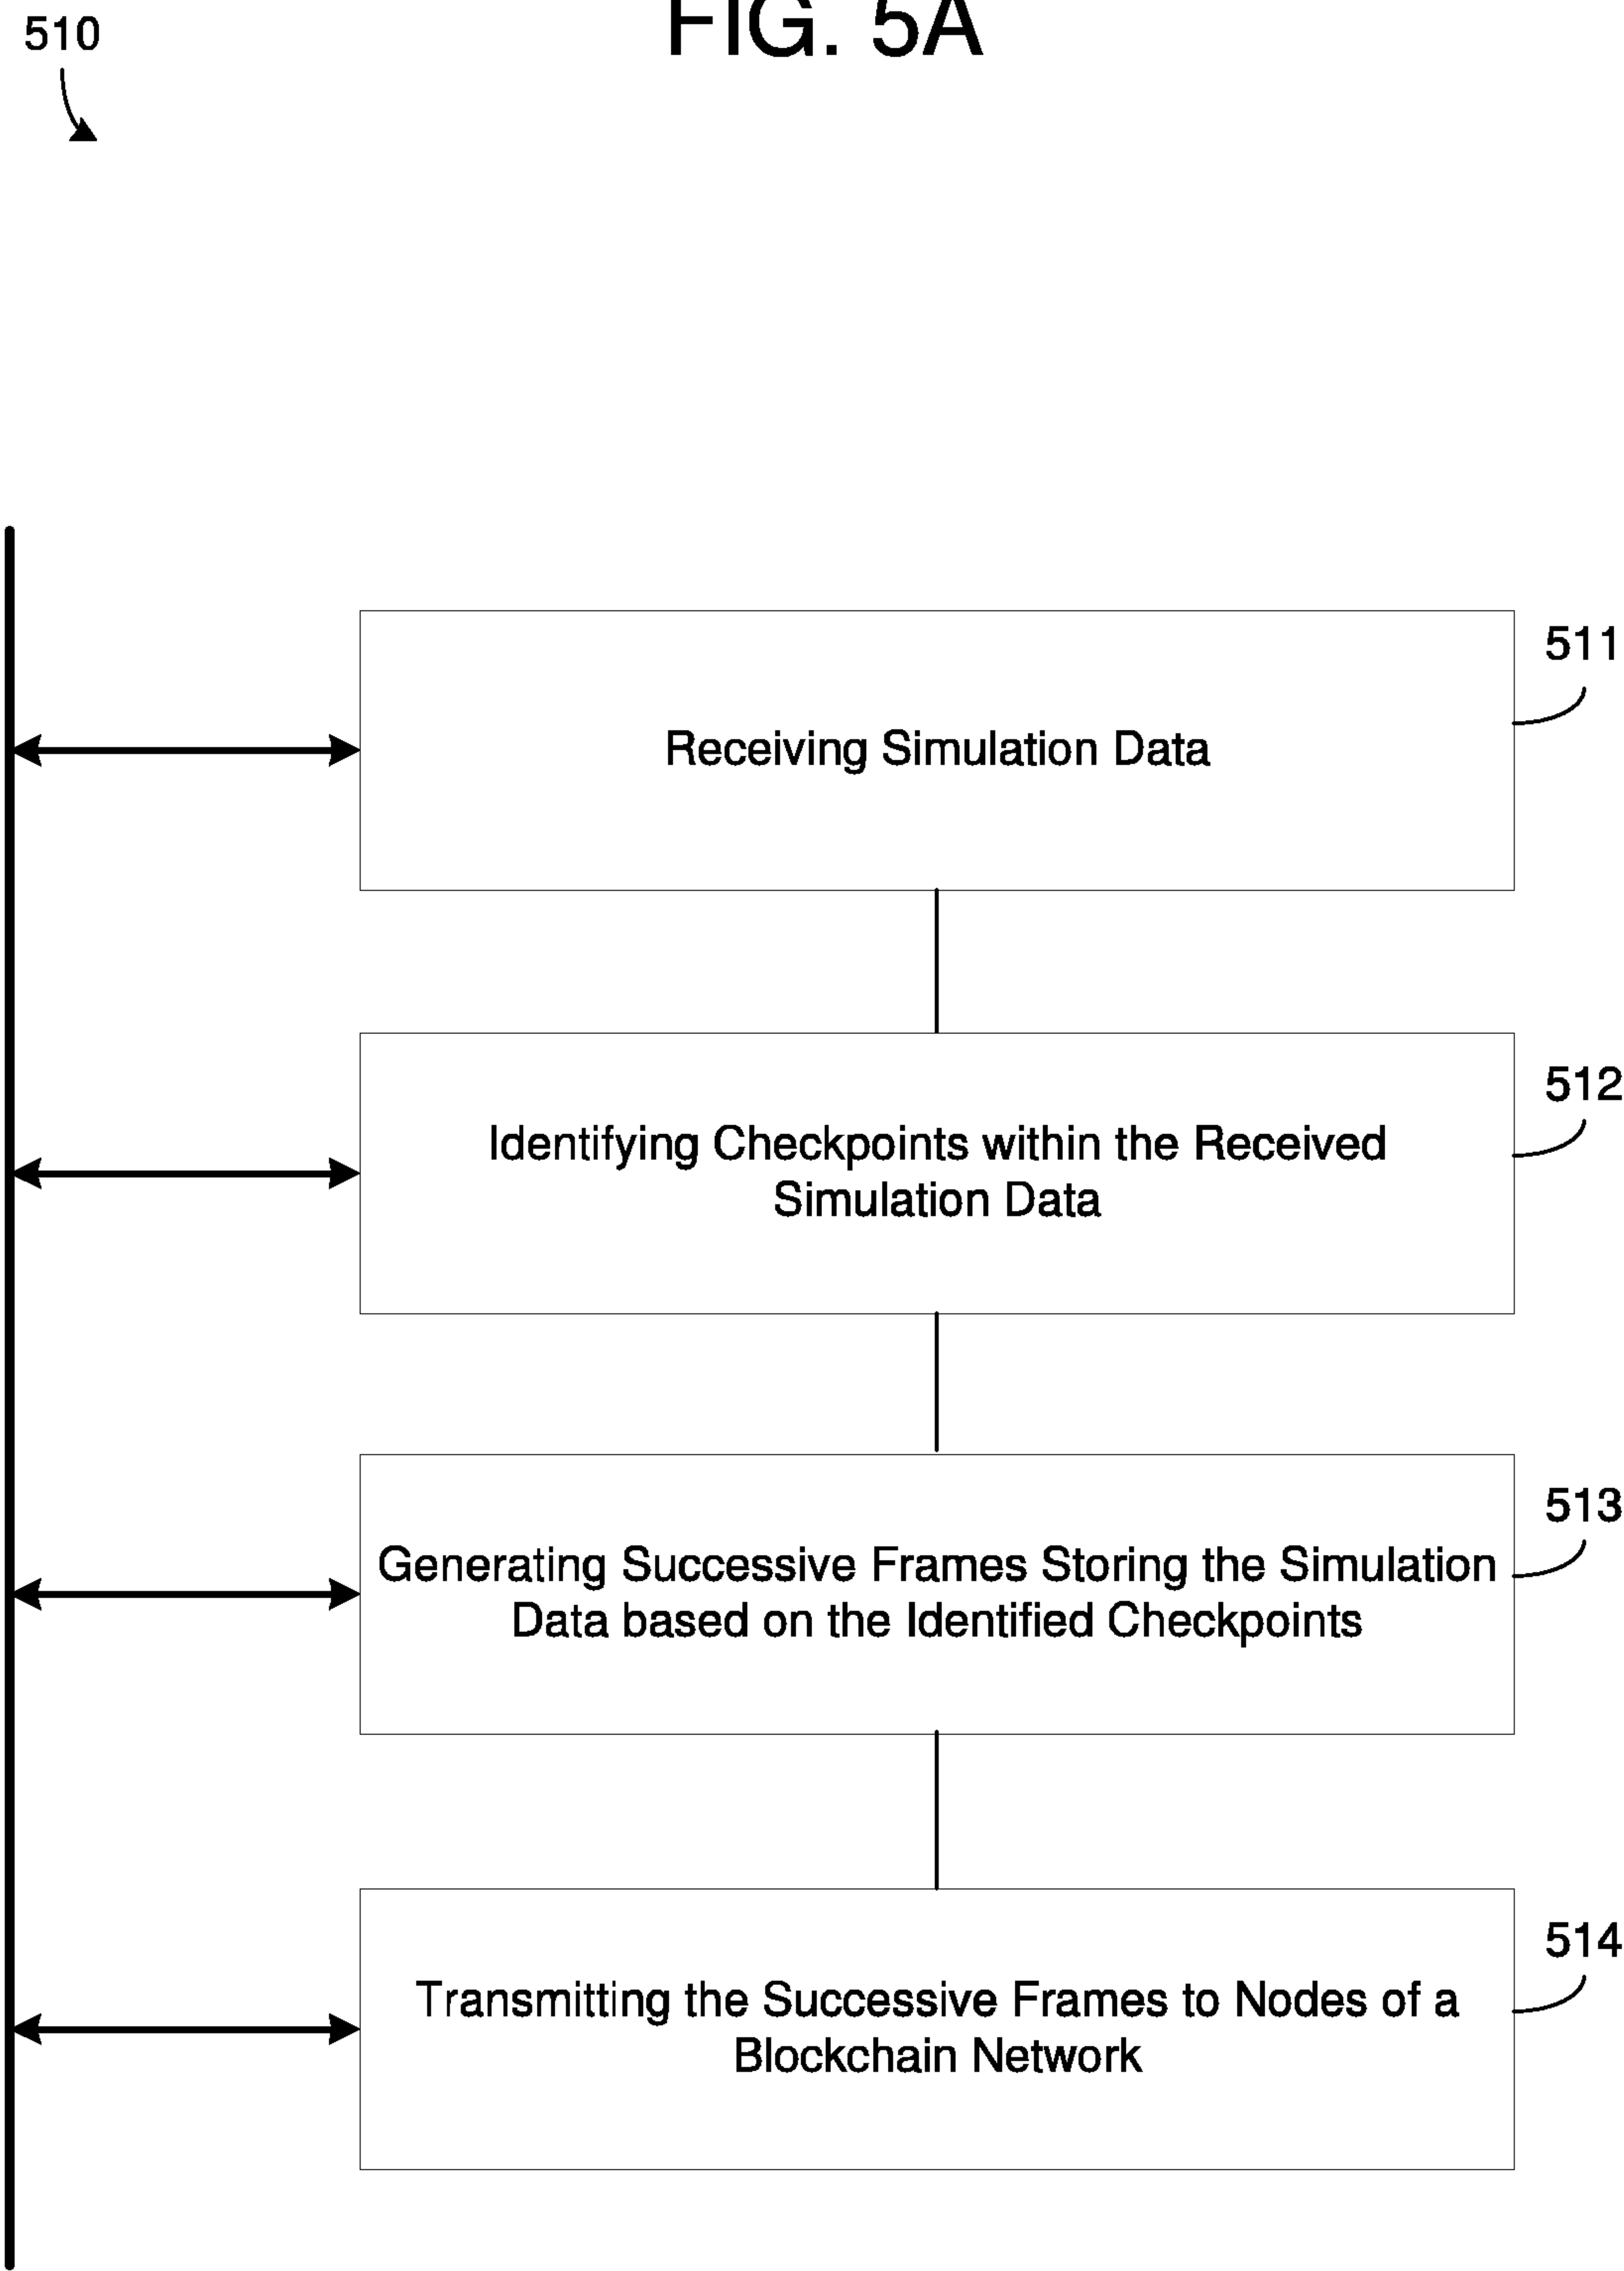 FIG. 5A
510
511
Receiving Simulation Data
512
Identifying Checkpoints within the Received
Simulation Data
513
Generating Successive Frames Storing the Simulation
Data based on the Identified Checkpoints
514
Transmitting the Successive Frames to Nodes of a
Blockchain Network